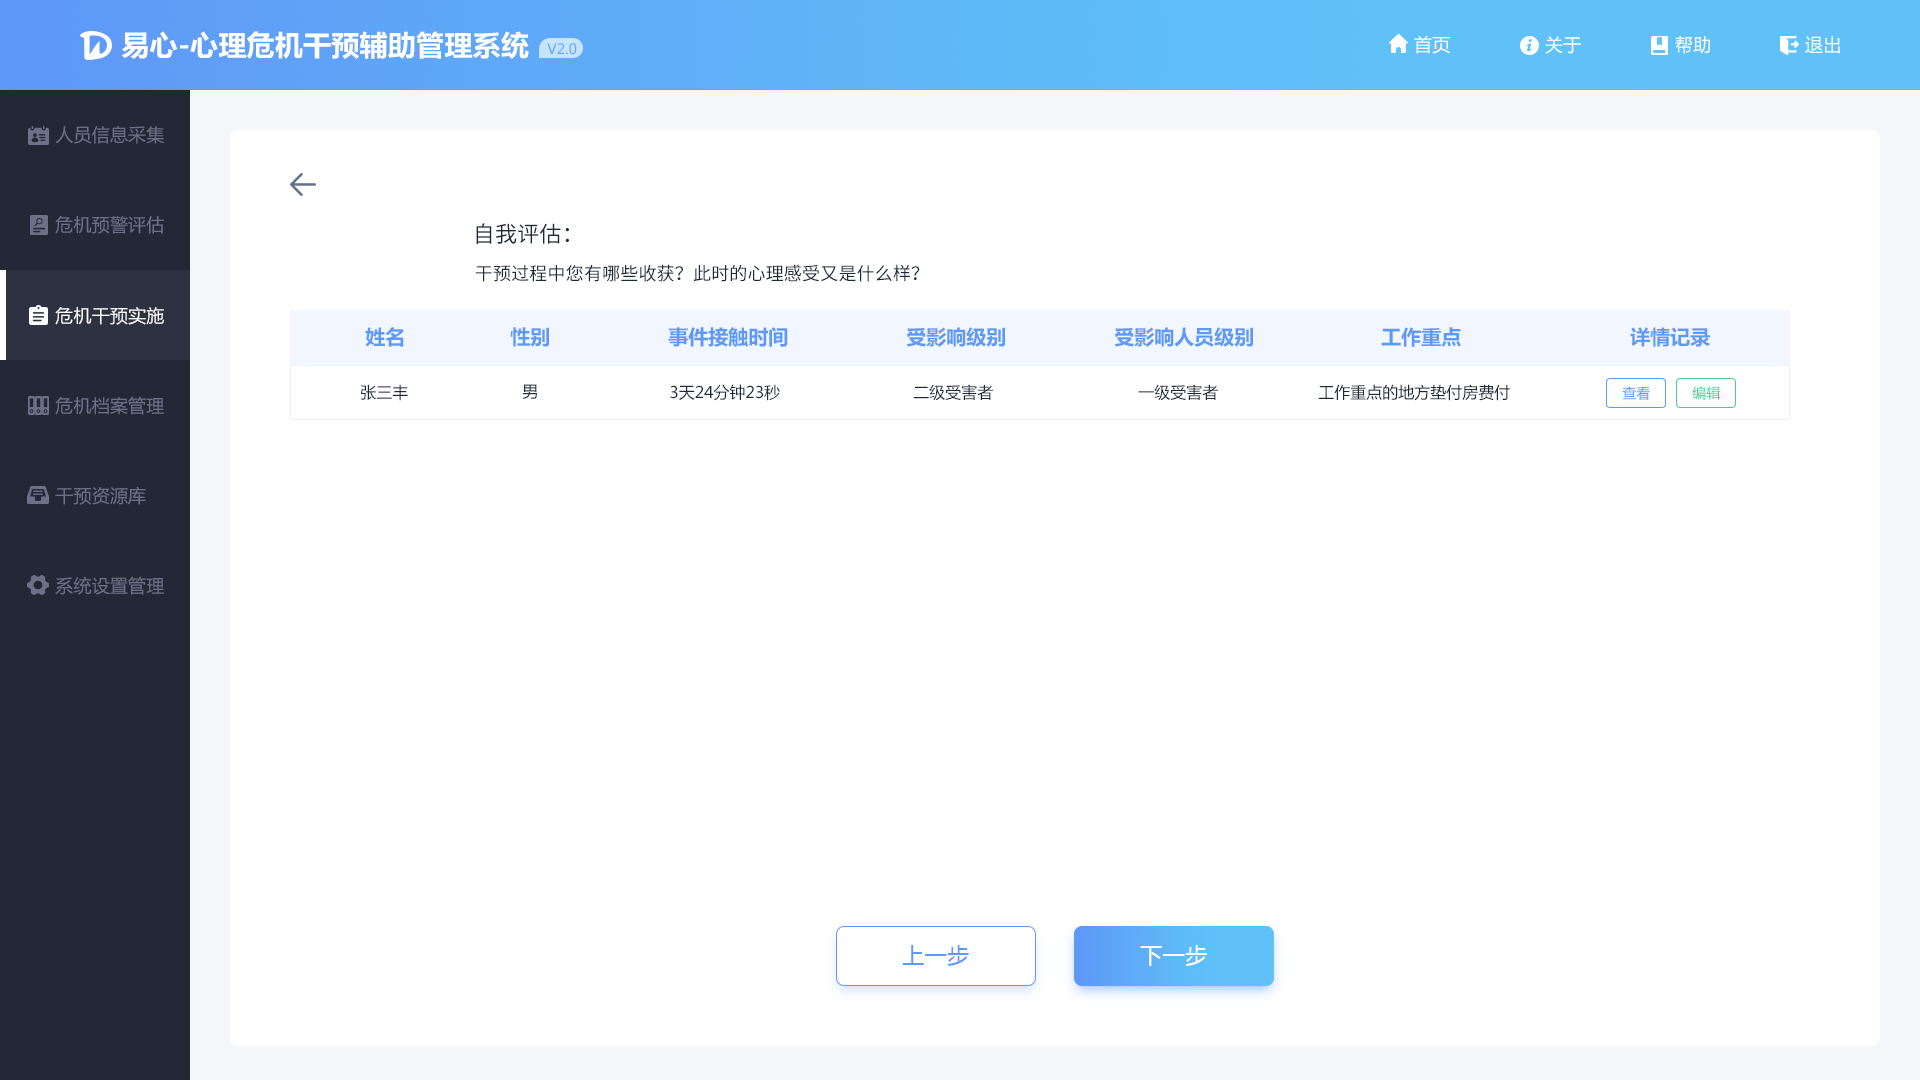 易心-心理危机干预辅助管理系统 V2.0
首页 关于 帮助 退出
人员信息采集
危机预警评估
危机干预实施
危机档案管理
干预资源库
系统设置管理
自我评估：
干预过程中您有哪些收获？此时的心理感受又是什么样？
姓名 性别 事件接触时间 受影响级别 受影响人员级别 工作重点 详情记录
张三丰 男 3天24分钟23秒 二级受害者 一级受害者 工作重点的地方垫付房费付 查看 编辑
上一步 下一步